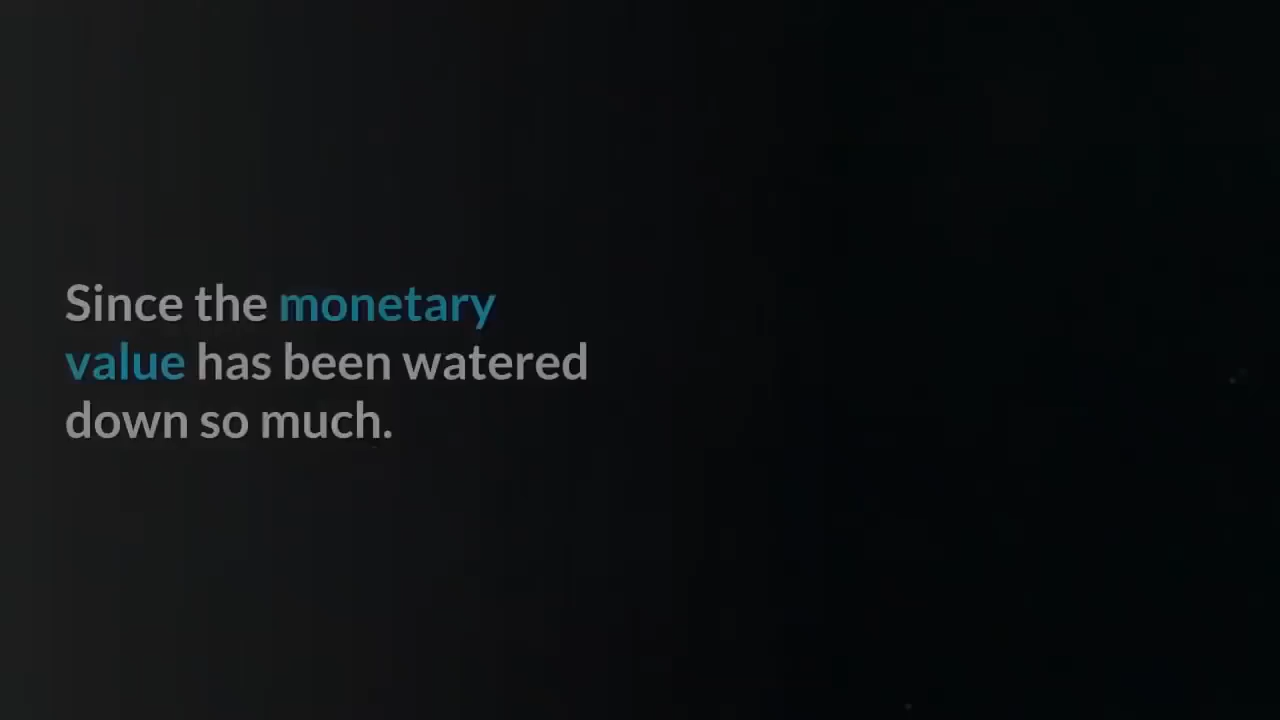 Since the monetary
value has been watered
down so much.